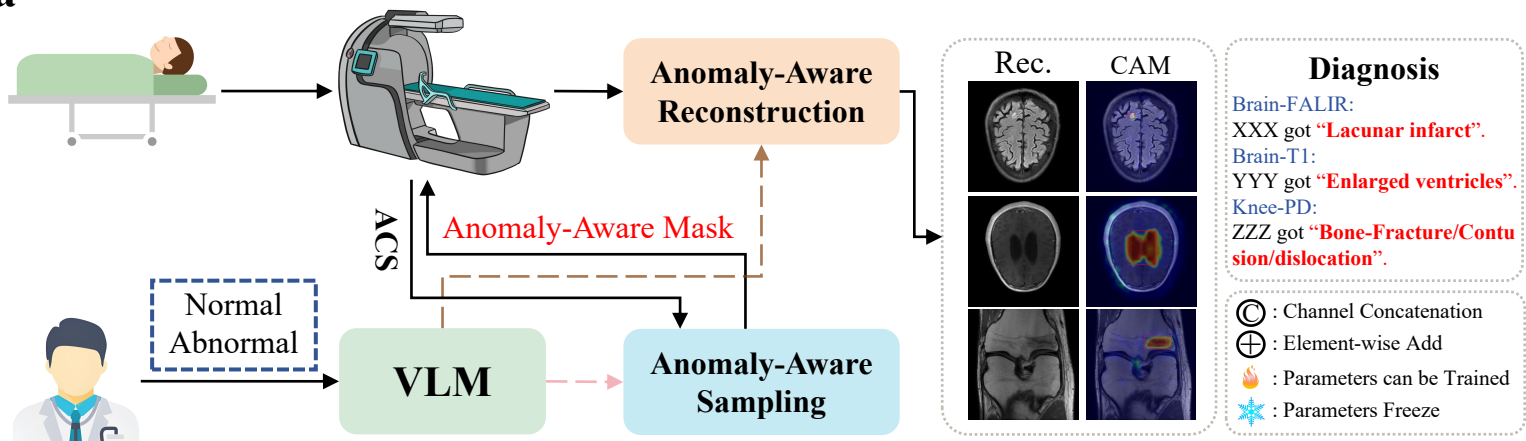 a
Anomaly-Aware
Reconstruction
Rec.
CAM
Diagnosis
Brain-FALIR:
XXX got “Lacunar infarct”.
Brain-T1:
YYY got “Enlarged ventricles”.
Knee-PD:
ZZZ got “Bone-Fracture/Contu
sion/dislocation”.
ACS
Anomaly-Aware Mask
Normal
Abnormal
VLM
Anomaly-Aware
Sampling
C : Channel Concatenation
: Element-wise Add
: Parameters can be Trained
: Parameters Freeze